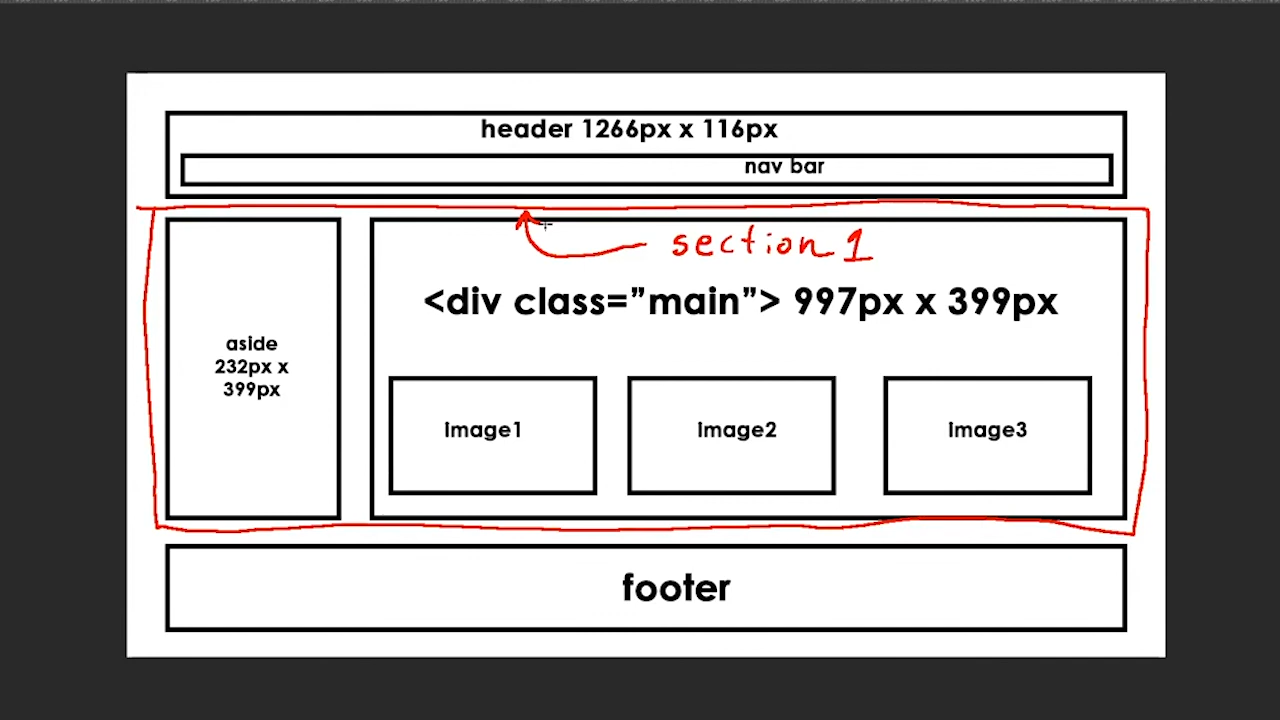 header 1266px x 116px
nav bar
section 1
<div class=”main”> 997px x 399px
aside
232px x
399px
Image1
Image2
Image3
footer